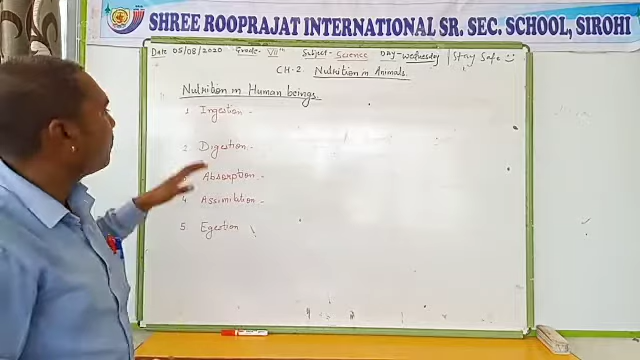 SHREE ROOPRAJAT INTERNATIONAL SR. SEC. SCHOOL, SIROHI
Date 05/08/2020 Grade- VIIth Subject- Science Day- Wednesday | Stay Safe
CH-2. Nutrition in Animals.
Nutrition in Human beings.
1 Ingestion -
2 Digestion -
3 Absorption -
4 Assimilation -
5 Egestion